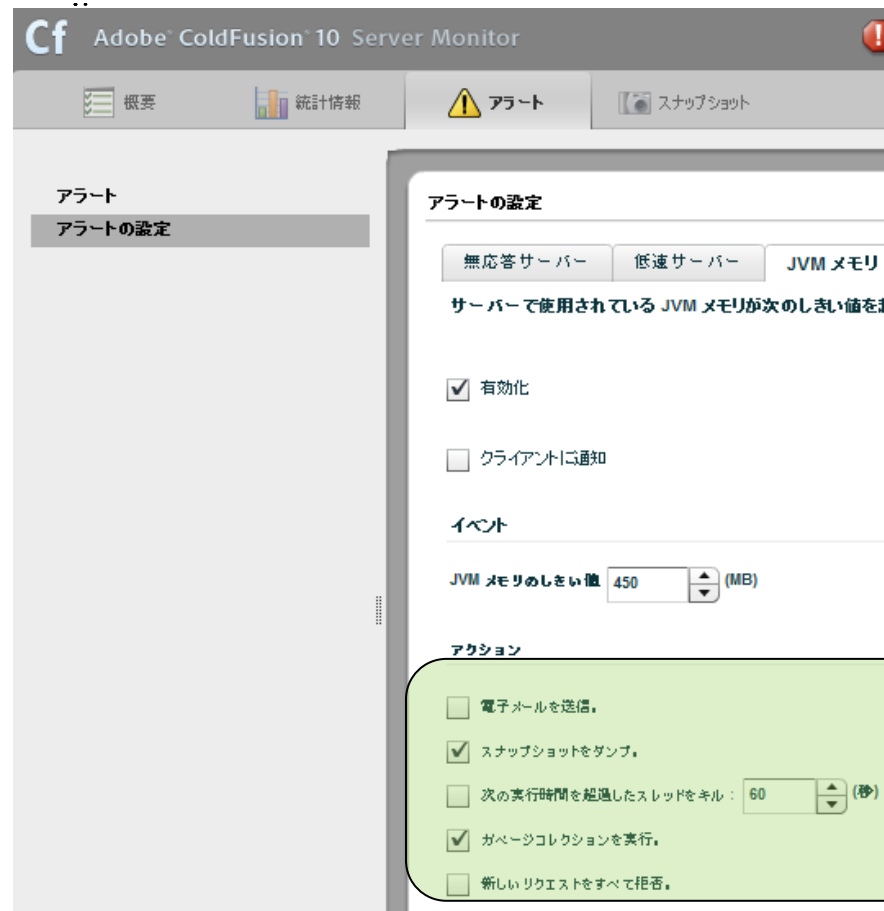 Cf Adobe® ColdFusion® 10 Server Monitor
概要 統計情報 アラート スナップショット
アラート
アラートの設定
アラートの設定
無応答サーバー 低速サーバー JVM メモリ
サーバーで使用されている JVM メモリが次のしきい値を
有効化
クライアントに通知
イベント
JVM メモリのしきい値 450 (MB)
アクション
電子メールを送信。
スナップショットをダンプ。
次の実行時間を超過したスレッドをキル : 60 (秒)
ガベージコレクションを実行。
新しいリクエストをすべて拒否。